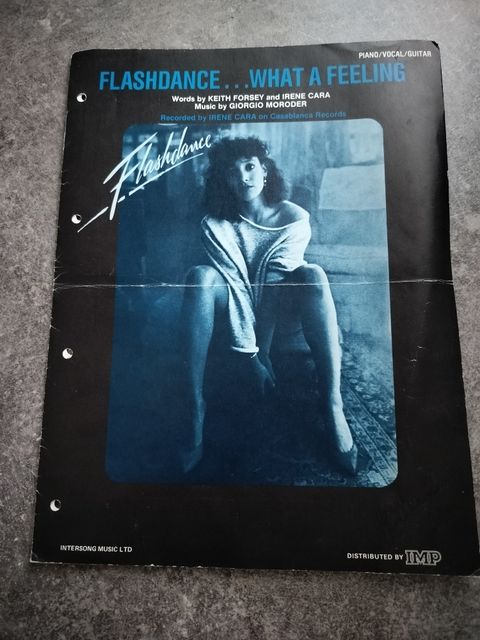 PIANO/VOCAL/GUITAR
FLASHDANCE...WHAT A FEELING
Words by KEITH FORSEY and IRENE CARA
Music by GIORGIO MORODER
Recorded by IRENE CARA on Casablanca Records
Flashdance
INTERSONG MUSIC LTD
DISTRIBUTED BY IMP